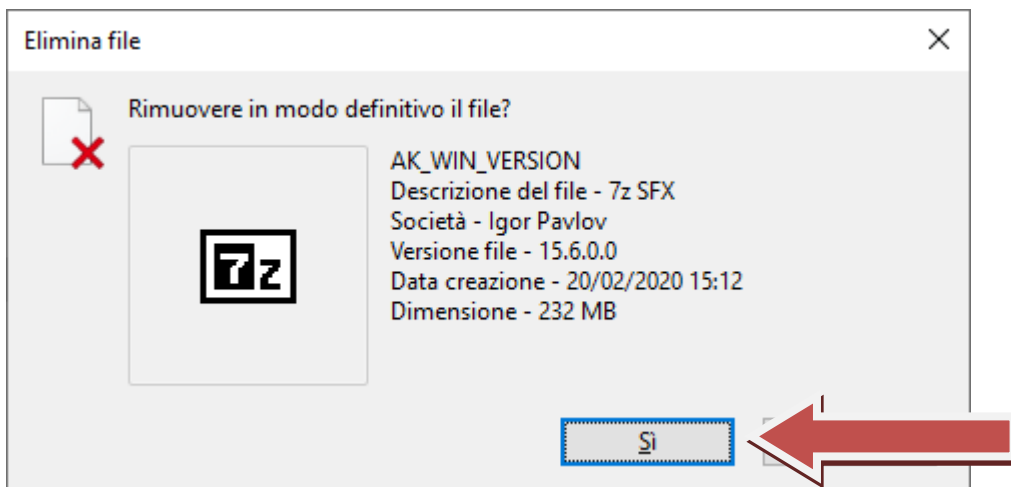 Elimina file
Rimuovere in modo definitivo il file?
AK_WIN_VERSION
Descrizione del file - 7z SFX
Società - Igor Pavlov
Versione file - 15.6.0.0
Data creazione - 20/02/2020 15:12
Dimensione - 232 MB
7z
Sì